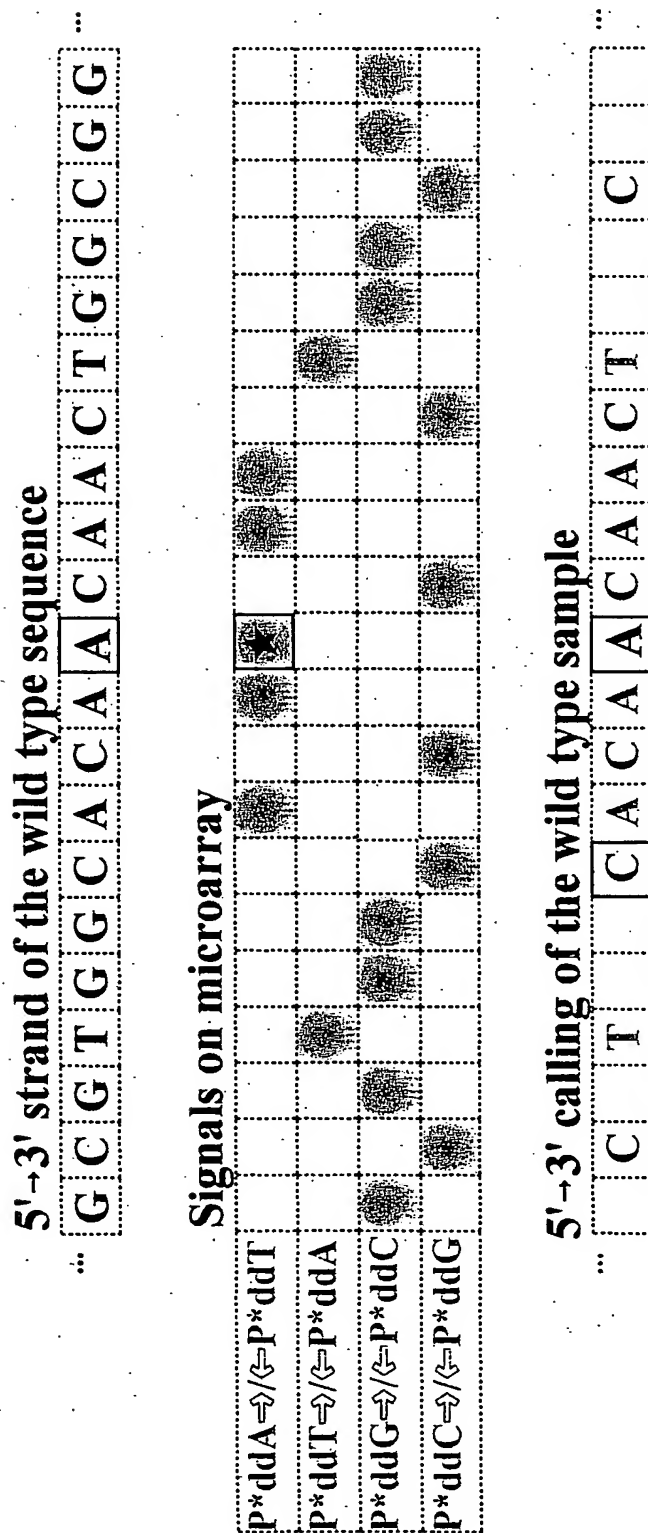 5'→3' strand of the wild type sequence
... G C G T G G C A C A A C A A C T G G C G G ...
Signals on microarray
P*ddA⇨/⇦P*ddT
P*ddT⇨/⇦P*ddA
P*ddG⇨/⇦P*ddC
P*ddC⇨/⇦P*ddG
5'→3' calling of the wild type sample
... C T C A C A A C A A C T C ...